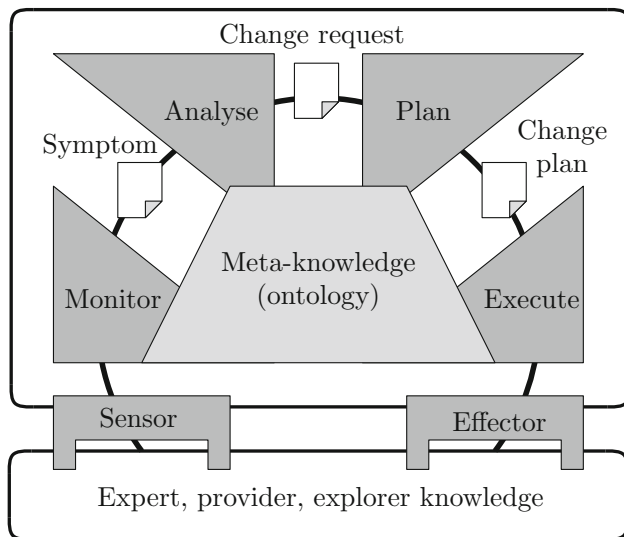 Change request
Analyse
Plan
Symptom
Change
plan
Meta-knowledge
(ontology)
Monitor
Execute
Sensor
Effector
Expert, provider, explorer knowledge